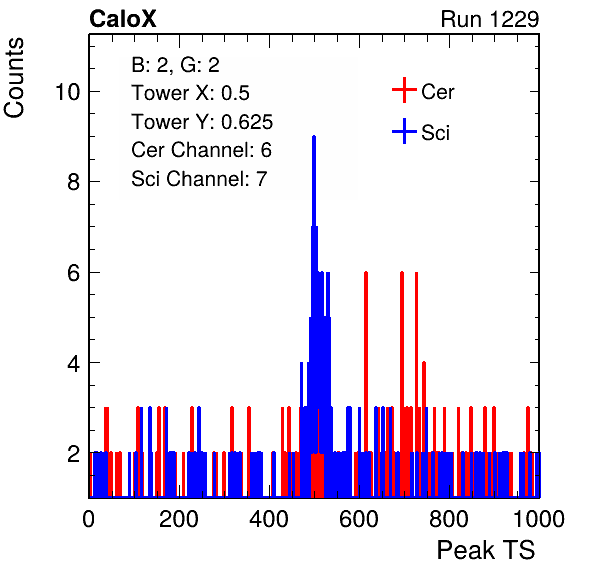 CaloX Run 1229
Counts
B: 2, G: 2
Tower X: 0.5
Tower Y: 0.625
Cer Channel: 6
Sci Channel: 7
Cer
Sci
10
8
6
4
2
0 200 400 600 800 1000
Peak TS